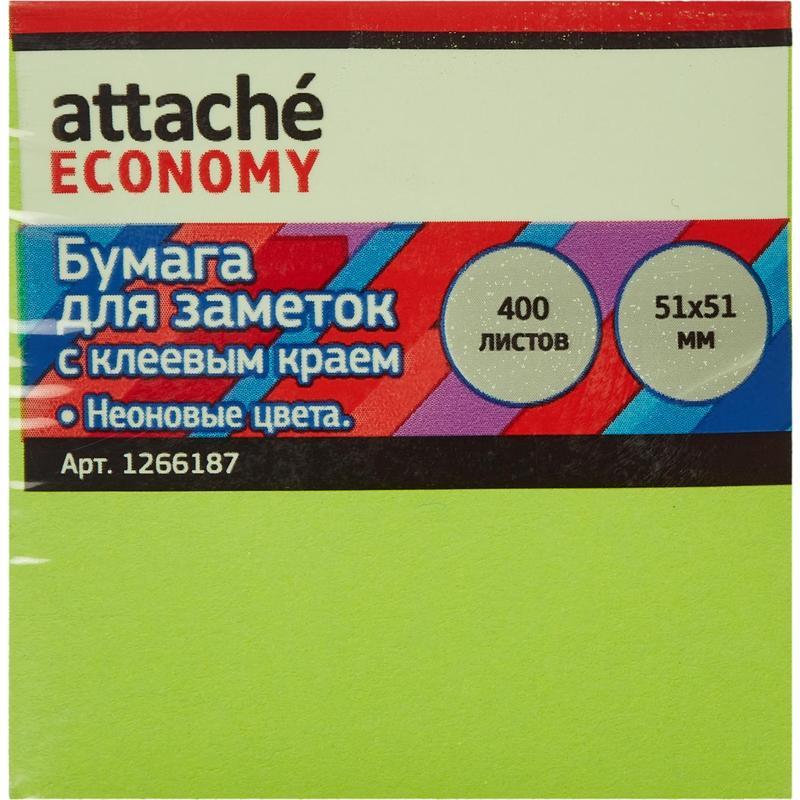 attaché
ECONOMY
Бумага
для заметок
с клеевым краем
• Неоновые цвета.
400
листов
51x51
мм
Арт. 1266187